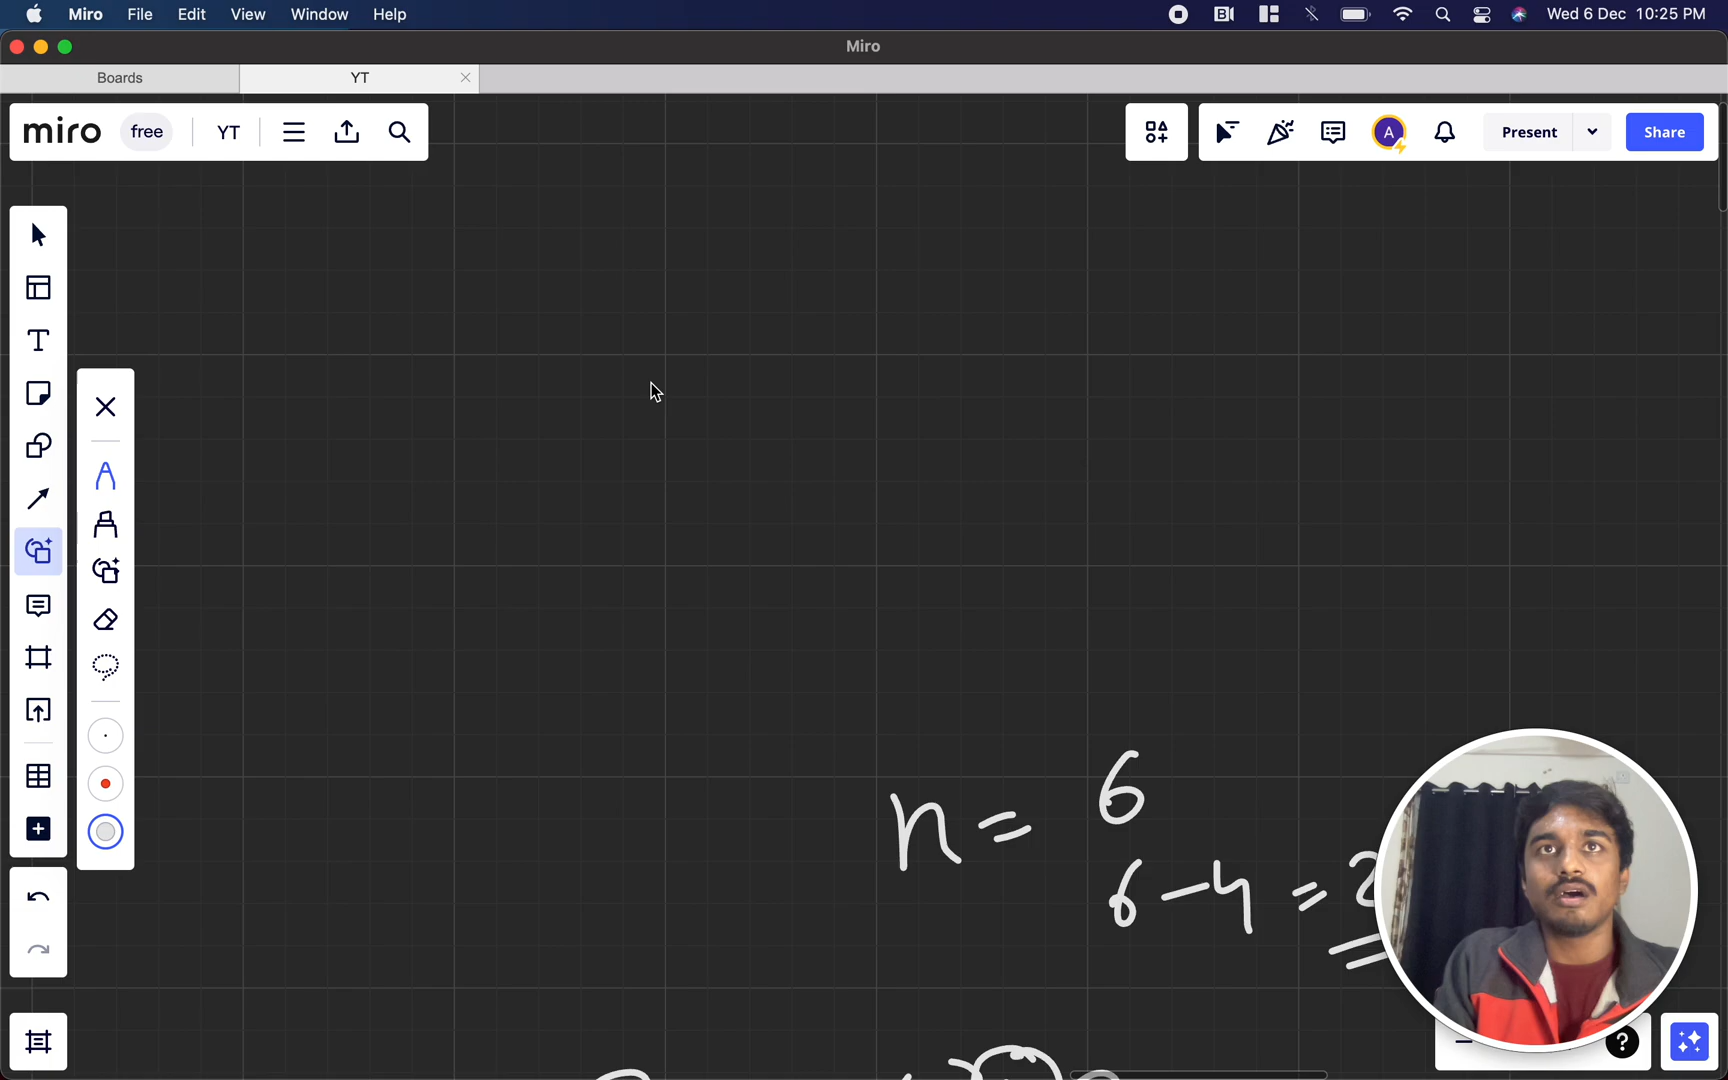 Miro File Edit View Window Help Wed 6 Dec 10:25 PM
Miro
Boards YT
miro free YT Present Share
n = 6
6 - 4 = 2